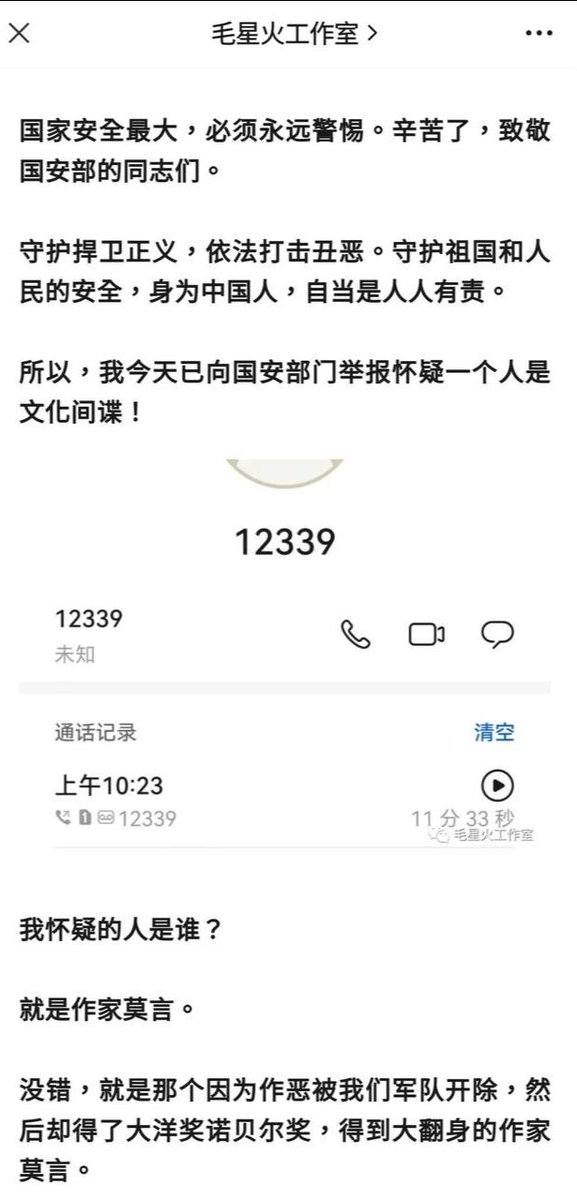 毛星火工作室
国家安全最大，必须永远警惕。辛苦了，致敬
国安部的同志们。
守护捍卫正义，依法打击丑恶。守护祖国和人
民的安全，身为中国人，自当是人人有责。
所以，我今天已向国安部门举报怀疑一个人是
文化间谍！
12339
12339
未知
通话记录 清空
上午10:23
1 12339 11 分 33 秒
毛星火工作室
我怀疑的人是谁？
就是作家莫言。
没错，就是那个因为作恶被我们军队开除，然
后却得了大洋奖诺贝尔奖，得到大翻身的作家
莫言。